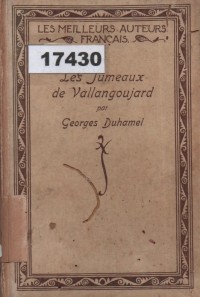 LES MEILLEURS AUTEURS
FRANÇAIS.
17430
Les Jumeaux
de Vallangoujard
par
Georges Duhamel